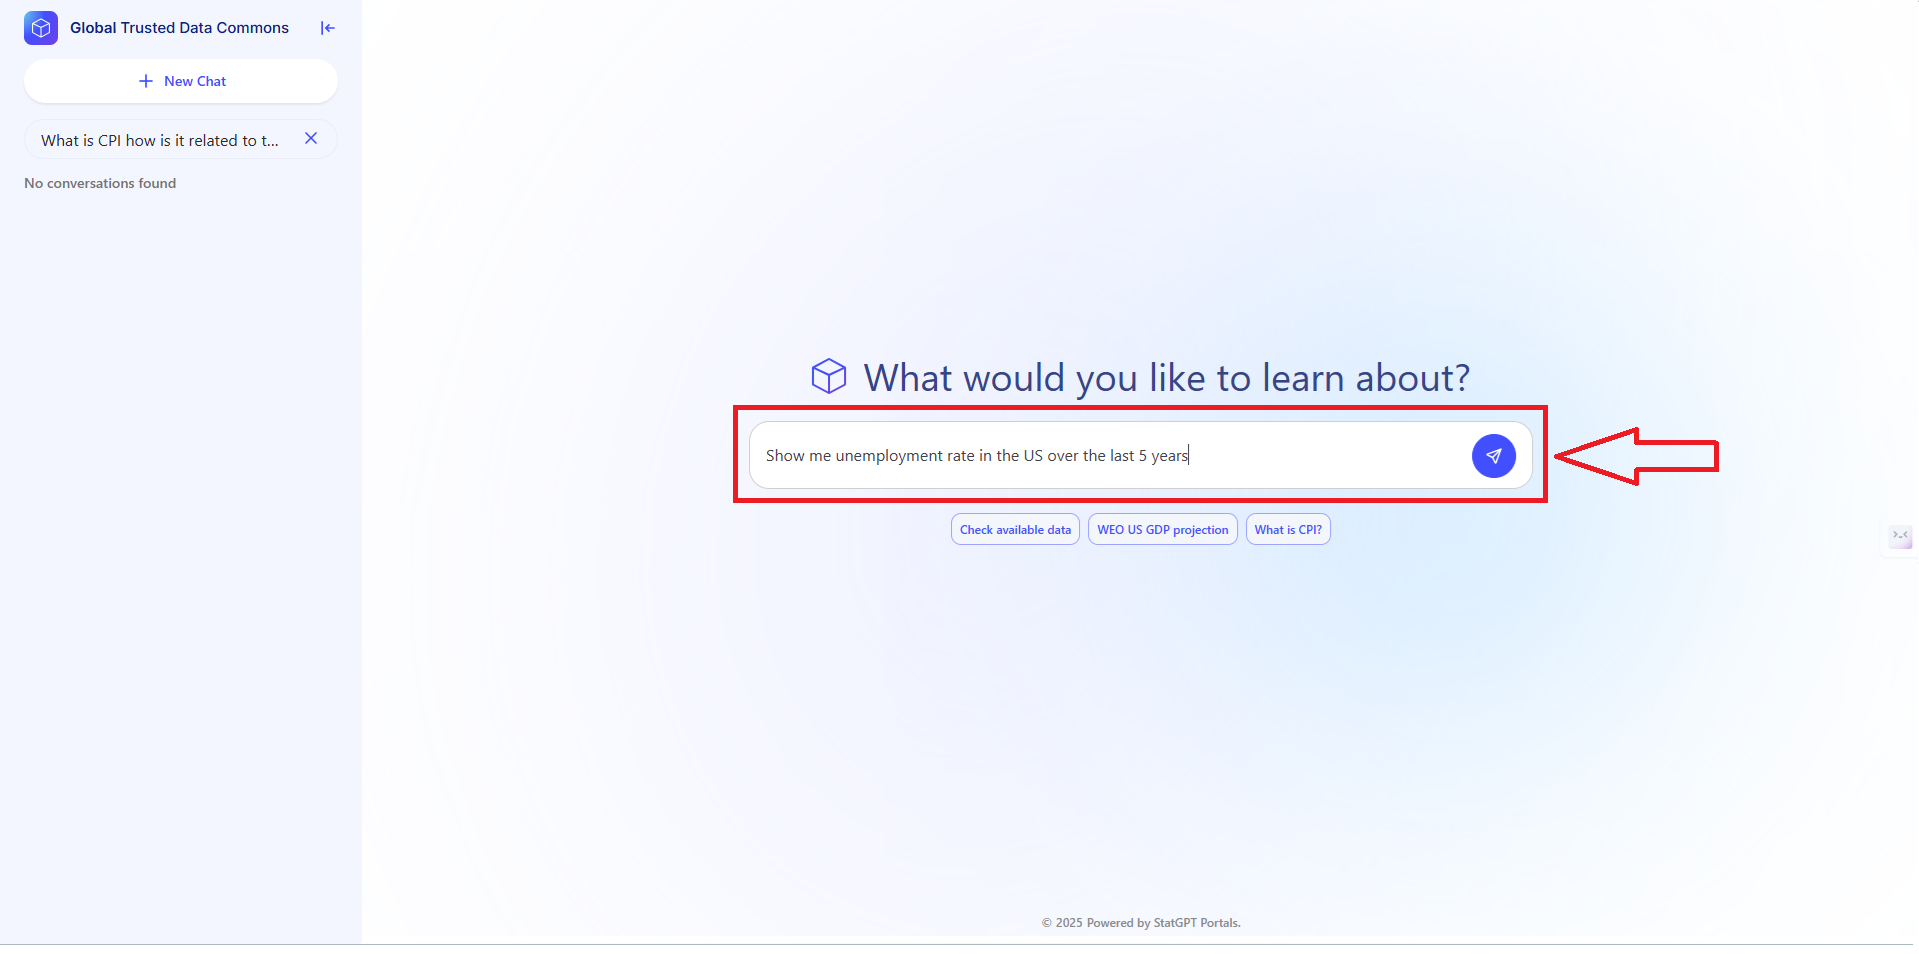 Global Trusted Data Commons
New Chat
What is CPI how is it related to t...
No conversations found
What would you like to learn about?
Show me unemployment rate in the US over the last 5 years
Check available data
WEO US GDP projection
What is CPI?
© 2025 Powered by StatGPT Portals.